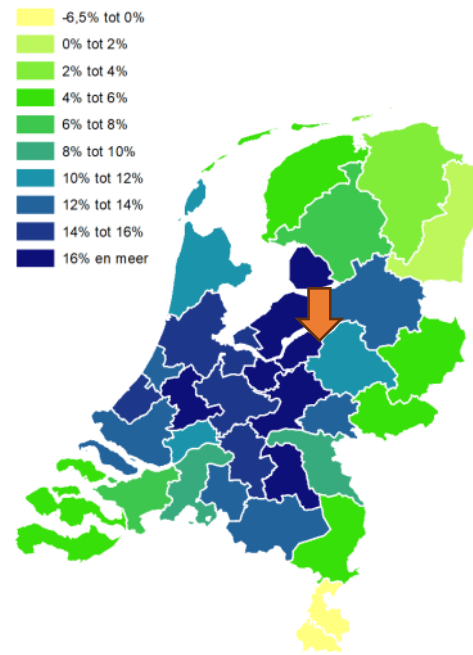 -6,5% tot 0%
0% tot 2%
2% tot 4%
4% tot 6%
6% tot 8%
8% tot 10%
10% tot 12%
12% tot 14%
14% tot 16%
16% en meer